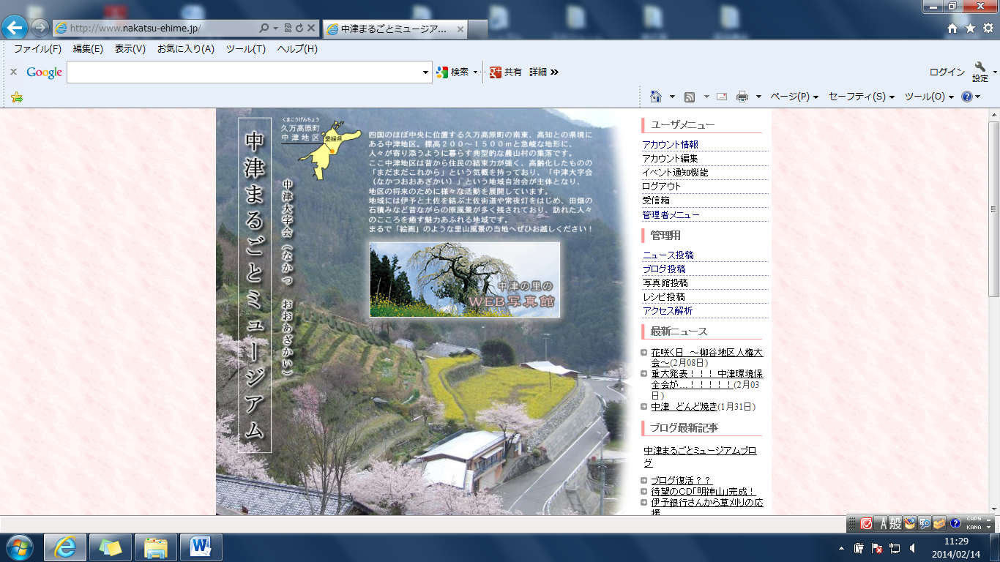 http://www.nakatsu-ehime.jp/
中津まるごとミュージア...
ファイル(F) 編集(E) 表示(V) お気に入り(A) ツール(T) ヘルプ(H)
Google
検索
共有
詳細
ログイン
設定
ページ(P)
セーフティ(S)
ツール(O)
中津まるごとミュージアム
くまこうげんちょう
久万高原町
中津地区
愛媛県
中津大字会(なかつ おおあざかい)
四国のほぼ中央に位置する久万高原町の南東、高知との県境に
ある中津地区。標高200〜1500mと急峻な地形に、
人々が寄り添うように暮らす典型的な農山村の集落です。
ここ中津地区は昔から住民の結束力が強く、高齢化したものの
「まだまだこれから」という気概を持っており、「中津大字会
(なかつおおあざかい)」という地域自治会が主体となり、
地区の将来のために様々な活動を展開しています。
地域には伊予と土佐を結ぶ土佐街道や常夜灯をはじめ、田畑の
石積みなど昔ながらの原風景が多く残されており、訪れた人々
のこころを癒す魅力あふれる地域です。
まるで「絵画」のような里山風景の当地へぜひお越しください!
中津の里の
WEB写真館
ユーザメニュー
アカウント情報
アカウント編集
イベント通知機能
ログアウト
受信箱
管理者メニュー
管理用
ニュース投稿
ブログ投稿
写真館投稿
レシピ投稿
アクセス解析
最新ニュース
花咲く日 〜柳谷地区人権大
会〜(2月08日)
重大発表!!! 中津環境保
全会が...!!!!!(2月03
日)
中津 どんど焼き(1月31日)
ブログ最新記事
中津まるごとミュージアムブロ
グ
ブログ復活??
待望のCD「明神山」完成!
伊予銀行さんから草刈りの応
援
A 般
CAPS
KANA
11:29
2014/02/14